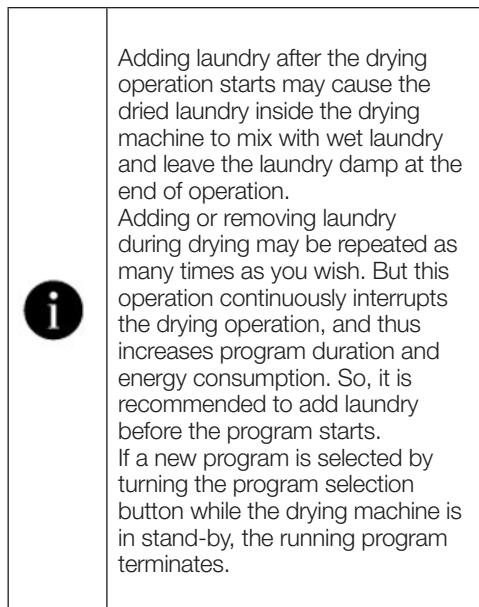 Adding laundry after the drying
operation starts may cause the
dried laundry inside the drying
machine to mix with wet laundry
and leave the laundry damp at the
end of operation.
Adding or removing laundry
during drying may be repeated as
many times as you wish. But this
operation continuously interrupts
the drying operation, and thus
increases program duration and
energy consumption. So, it is
recommended to add laundry
before the program starts.
If a new program is selected by
turning the program selection
button while the drying machine is
in stand-by, the running program
terminates.